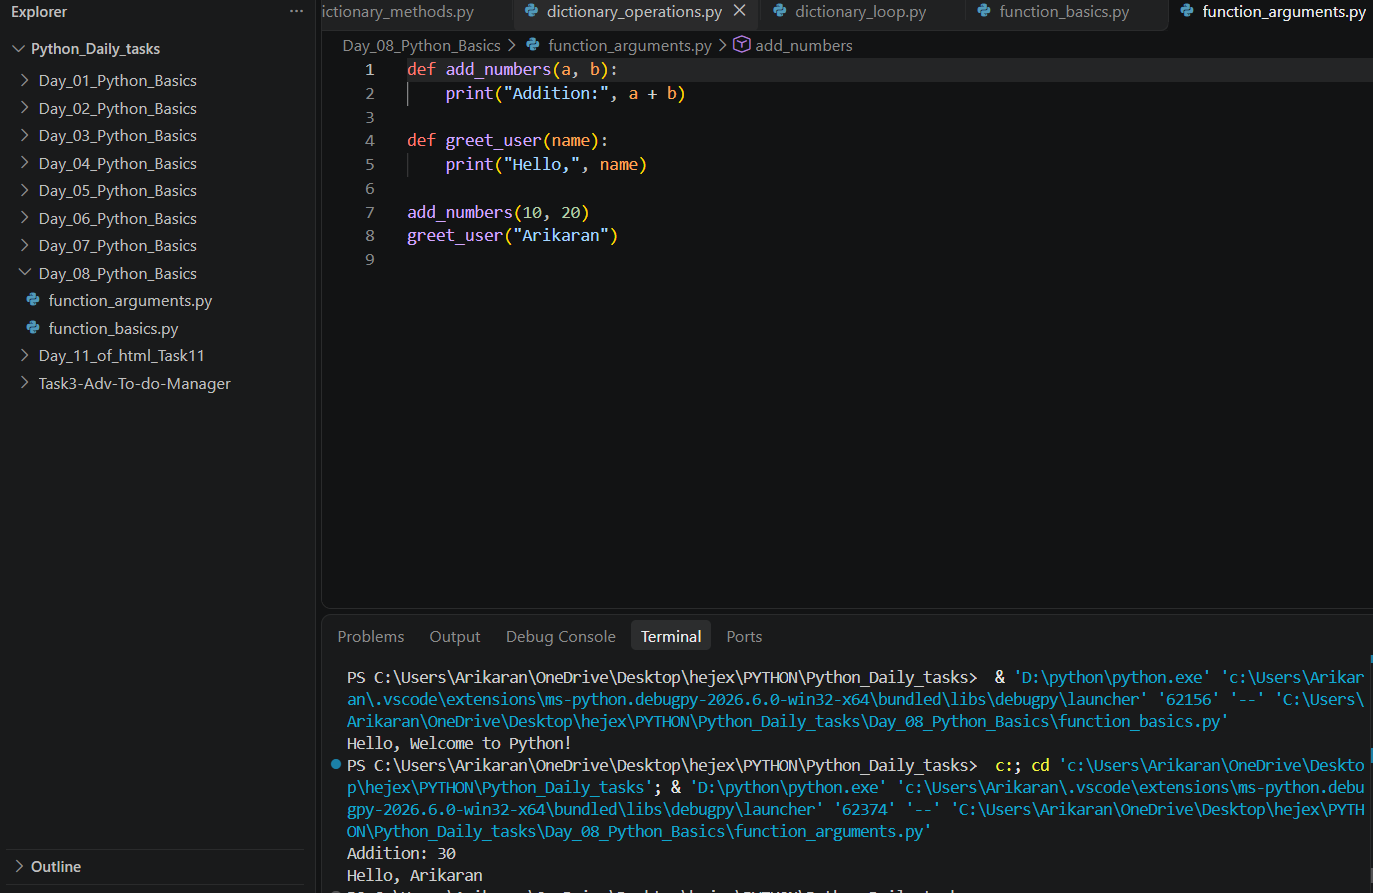 Explorer
Python_Daily_tasks
Day_01_Python_Basics
Day_02_Python_Basics
Day_03_Python_Basics
Day_04_Python_Basics
Day_05_Python_Basics
Day_06_Python_Basics
Day_07_Python_Basics
Day_08_Python_Basics
function_arguments.py
function_basics.py
Day_11_of_html_Task11
Task3-Adv-To-do-Manager
Outline
ictionary_methods.py dictionary_operations.py dictionary_loop.py function_basics.py function_arguments.py
Day_08_Python_Basics > function_arguments.py > add_numbers
1 def add_numbers(a, b):
2     print("Addition:", a + b)
3
4 def greet_user(name):
5     print("Hello,", name)
6
7 add_numbers(10, 20)
8 greet_user("Arikaran")
9
Problems Output Debug Console Terminal Ports
PS C:\Users\Arikaran\OneDrive\Desktop\hejex\PYTHON\Python_Daily_tasks>  & 'D:\python\python.exe' 'c:\Users\Arikar
an\.vscode\extensions\ms-python.debugpy-2026.6.0-win32-x64\bundled\libs\debugpy\launcher' '62156' '--' 'C:\Users\
Arikaran\OneDrive\Desktop\hejex\PYTHON\Python_Daily_tasks\Day_08_Python_Basics\function_basics.py'
Hello, Welcome to Python!
PS C:\Users\Arikaran\OneDrive\Desktop\hejex\PYTHON\Python_Daily_tasks>  c:; cd 'c:\Users\Arikaran\OneDrive\Deskto
p\hejex\PYTHON\Python_Daily_tasks'; & 'D:\python\python.exe' 'c:\Users\Arikaran\.vscode\extensions\ms-python.debu
gpy-2026.6.0-win32-x64\bundled\libs\debugpy\launcher' '62374' '--' 'C:\Users\Arikaran\OneDrive\Desktop\hejex\PYTH
ON\Python_Daily_tasks\Day_08_Python_Basics\function_arguments.py'
Addition: 30
Hello, Arikaran